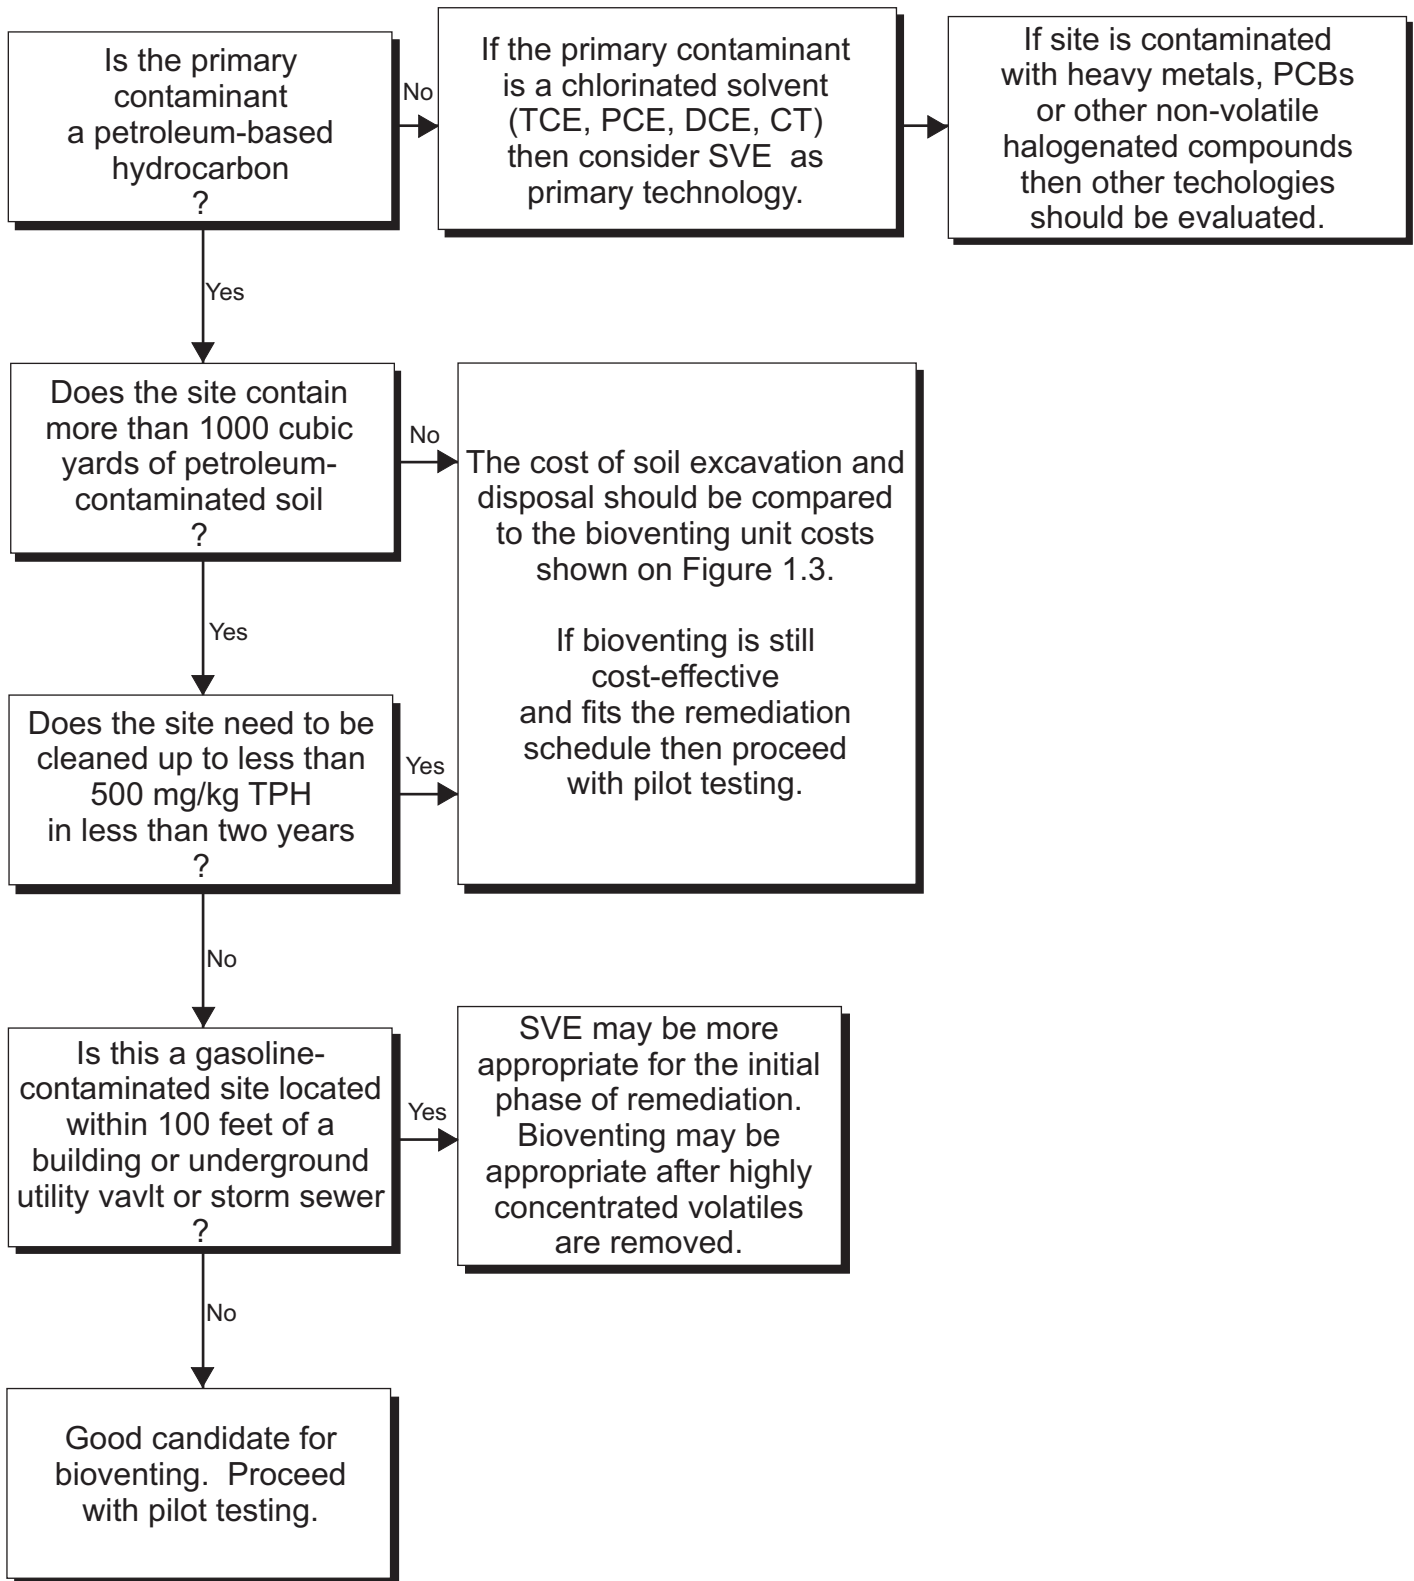 Is the primary
contaminant
a petroleum-based
hydrocarbon
?
No
If the primary contaminant
is a chlorinated solvent
(TCE, PCE, DCE, CT)
then consider SVE as
primary technology.
If site is contaminated
with heavy metals, PCBs
or other non-volatile
halogenated compounds
then other techologies
should be evaluated.
Yes
Does the site contain
more than 1000 cubic
yards of petroleum-
contaminated soil
?
No
The cost of soil excavation and
disposal should be compared
to the bioventing unit costs
shown on Figure 1.3.
If bioventing is still
cost-effective
and fits the remediation
schedule then proceed
with pilot testing.
Yes
Does the site need to be
cleaned up to less than
500 mg/kg TPH
in less than two years
?
Yes
No
Is this a gasoline-
contaminated site located
within 100 feet of a
building or underground
utility vavlt or storm sewer
?
Yes
SVE may be more
appropriate for the initial
phase of remediation.
Bioventing may be
appropriate after highly
concentrated volatiles
are removed.
No
Good candidate for
bioventing. Proceed
with pilot testing.